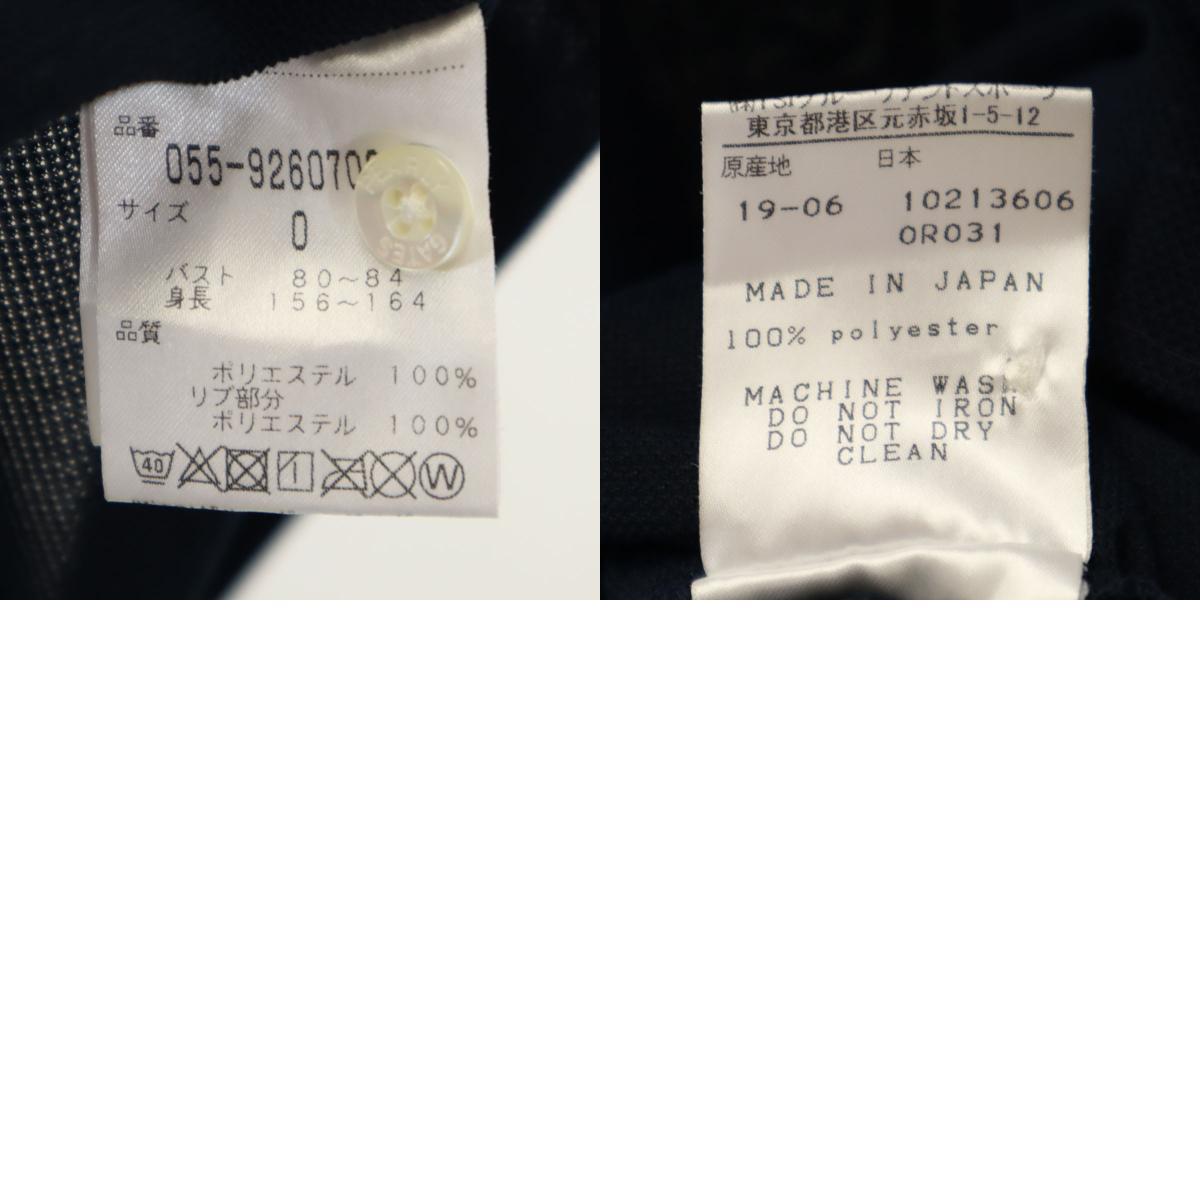 品番
055-9260702
サイズ
0
バスト 80～84
身長 156～164
品質
ポリエステル 100%
リブ部分
ポリエステル 100%
40
W
GATES
東京都港区元赤坂1-5-12
原産地 日本
19-06 10213606
0R031
MADE IN JAPAN
100% polyester
MACHINE WASH
DO NOT IRON
DO NOT DRY
CLEAN